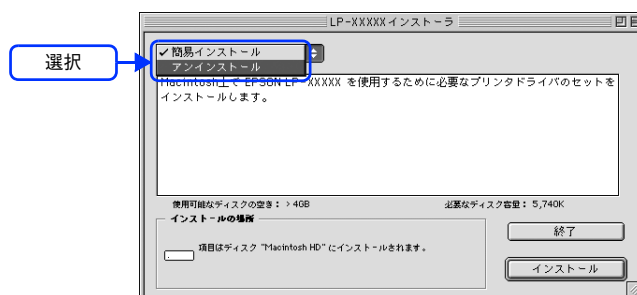 LP-XXXXXインストーラ
選択
✓簡易インストール
アンインストール
Macintosh上で EPSON LP-XXXXX を使用するために必要なプリンタドライバのセットを
インストールします。
使用可能なディスクの空き：>4GB 必要なディスク容量：5,740K
インストールの場所
項目はディスク "Macintosh HD" にインストールされます。
終了
インストール